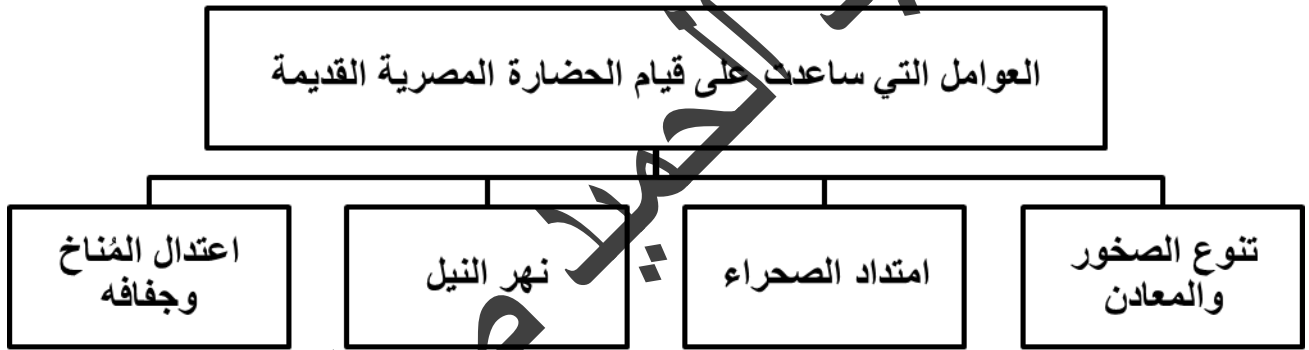 العوامل التي ساعدت على قيام الحضارة المصرية القديمة
تنوع الصخور
والمعادن
امتداد الصحراء
نهر النيل
اعتدال المُناخ
وجفافه